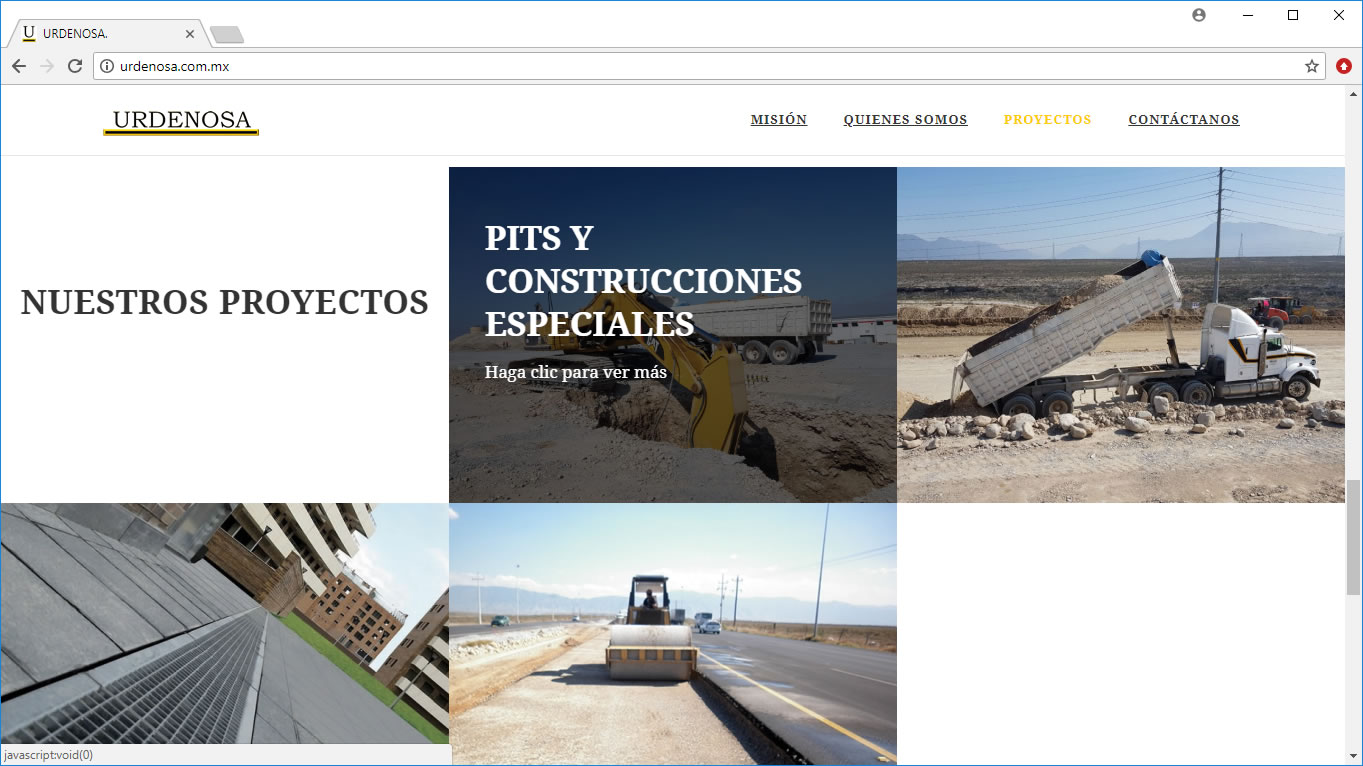 URDENOSA.
urdenosa.com.mx
URDENOSA
MISIÓN
QUIENES SOMOS
PROYECTOS
CONTÁCTANOS
NUESTROS PROYECTOS
PITS Y
CONSTRUCCIONES
ESPECIALES
Haga clic para ver más
javascript:void(0)